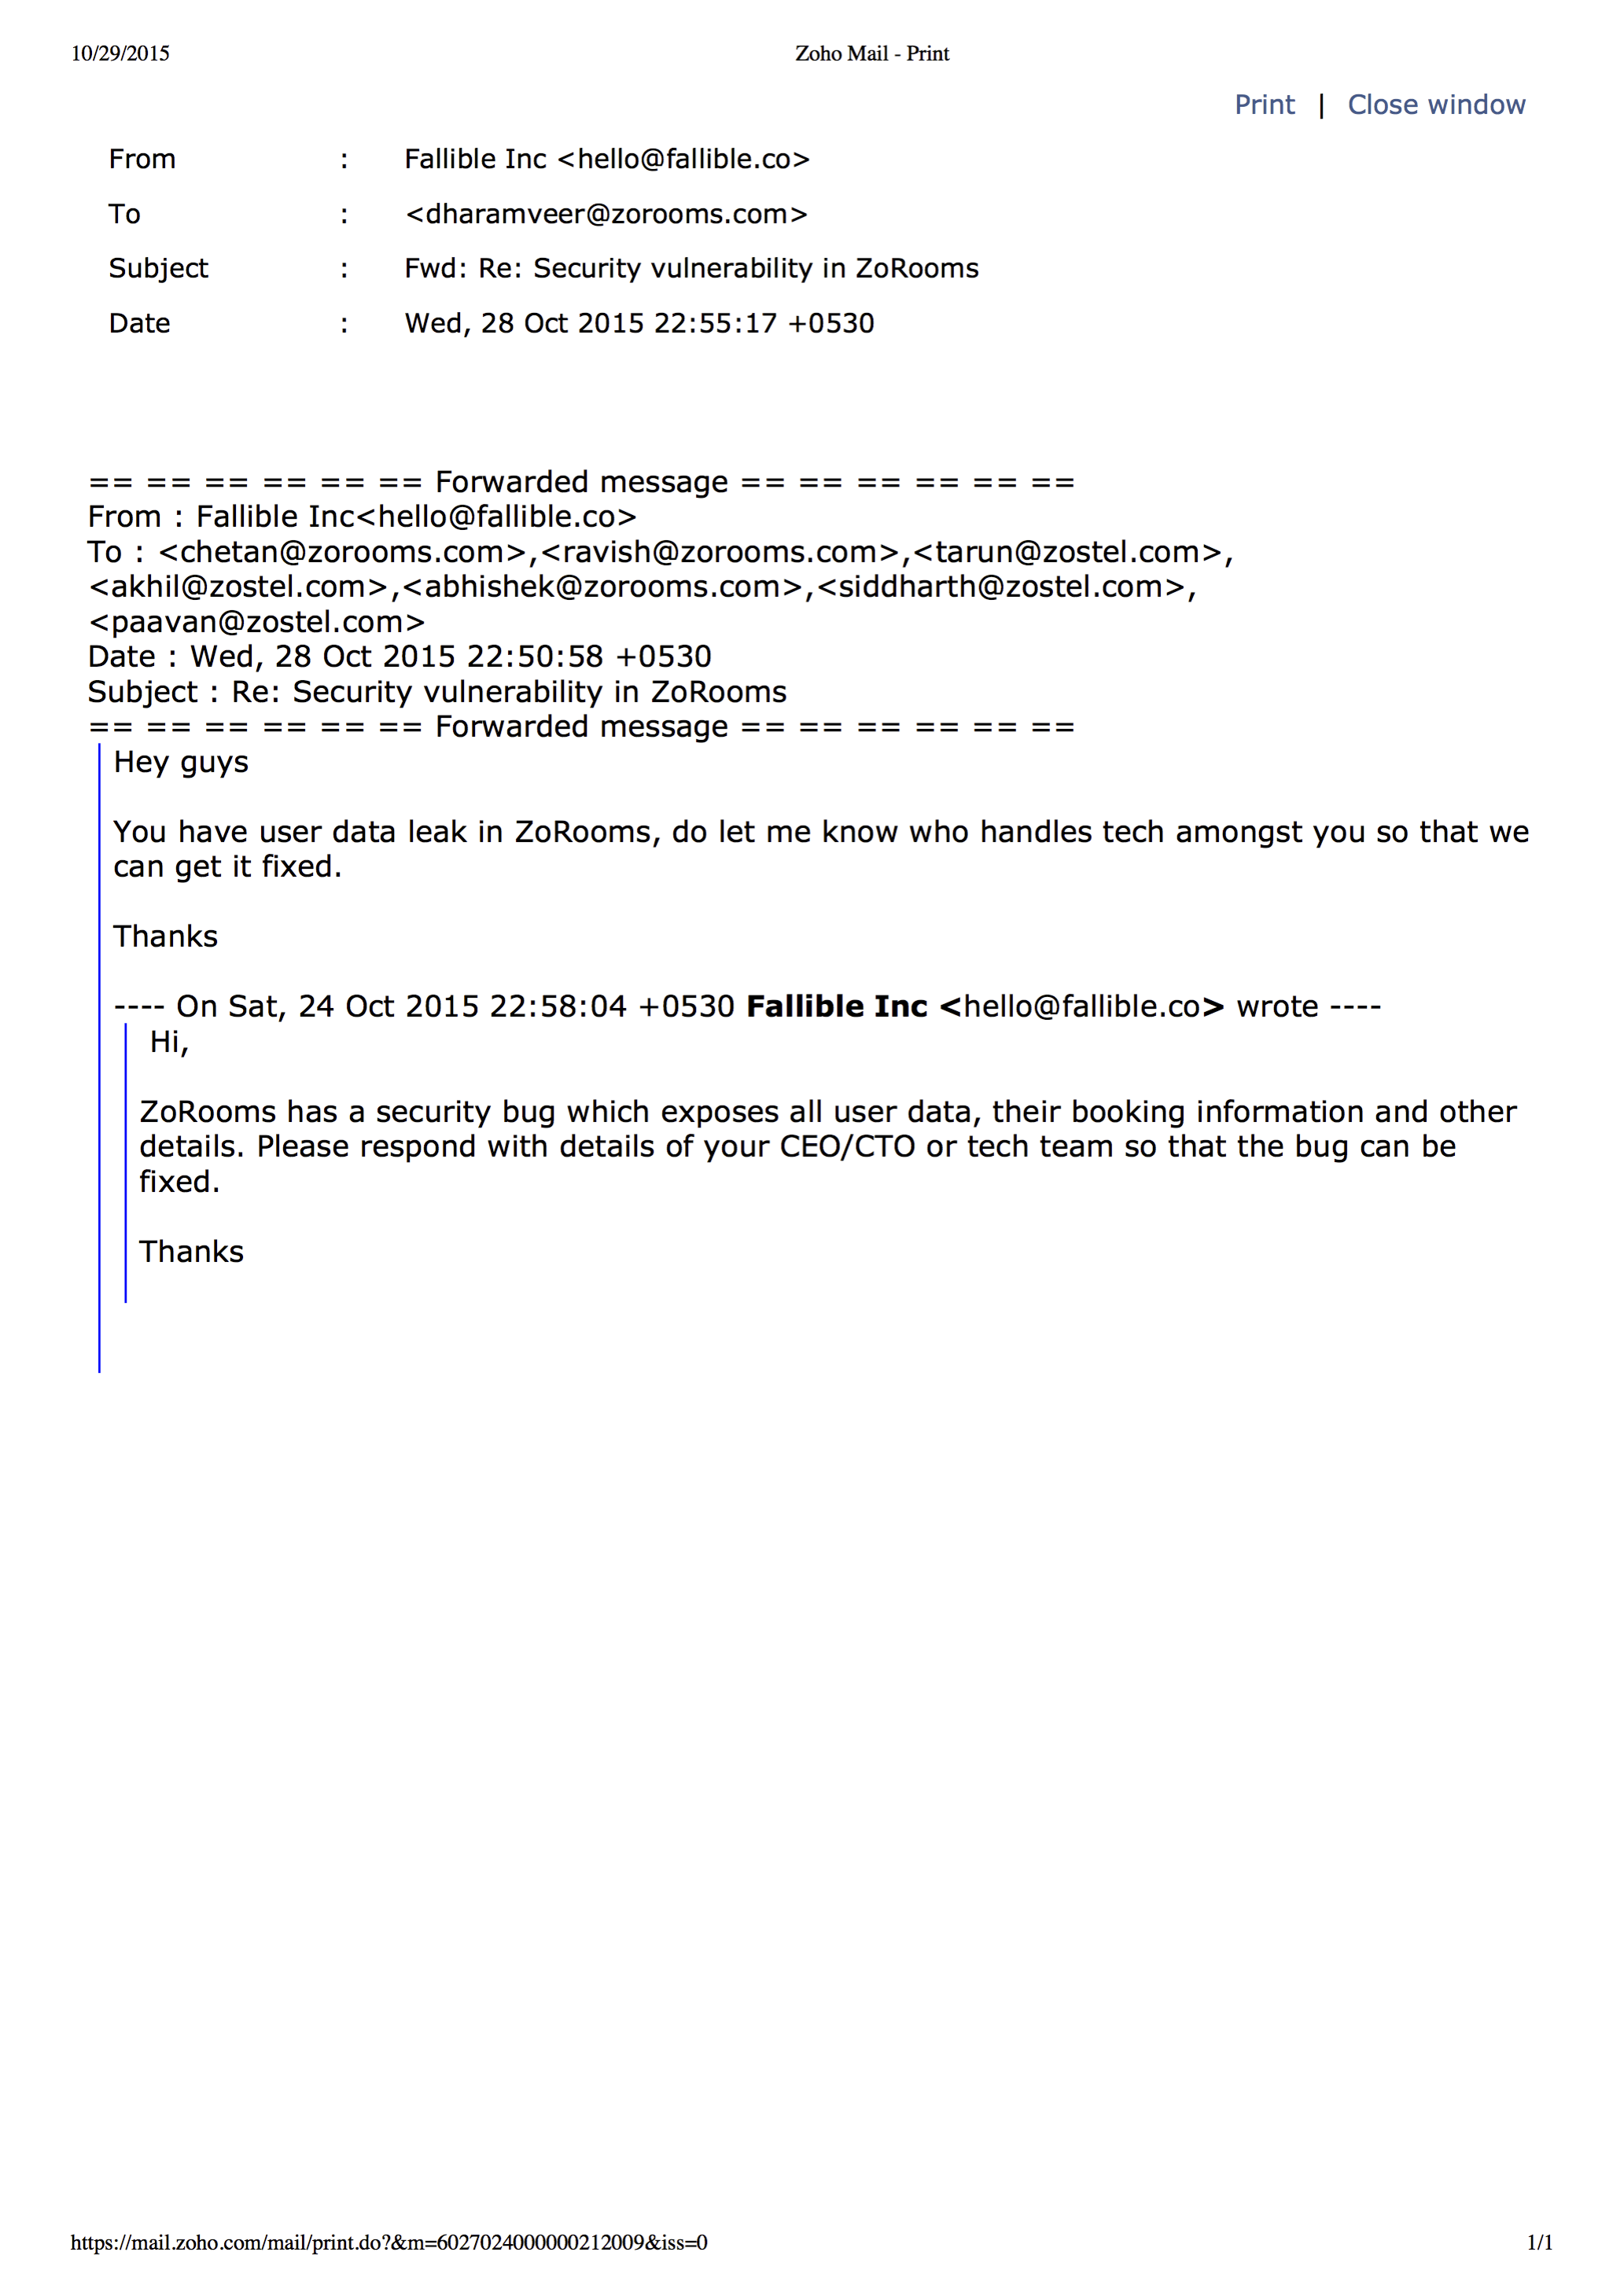 10/29/2015 Zoho Mail - Print
Print | Close window
From : Fallible Inc <hello@fallible.co>
To : <dharamveer@zorooms.com>
Subject : Fwd: Re: Security vulnerability in ZoRooms
Date : Wed, 28 Oct 2015 22:55:17 +0530
== == == == == == Forwarded message == == == == == ==
From : Fallible Inc<hello@fallible.co>
To : <chetan@zorooms.com>,<ravish@zorooms.com>,<tarun@zostel.com>,
<akhil@zostel.com>,<abhishek@zorooms.com>,<siddharth@zostel.com>,
<paavan@zostel.com>
Date : Wed, 28 Oct 2015 22:50:58 +0530
Subject : Re: Security vulnerability in ZoRooms
== == == == == == Forwarded message == == == == == ==
Hey guys
You have user data leak in ZoRooms, do let me know who handles tech amongst you so that we
can get it fixed.
Thanks
---- On Sat, 24 Oct 2015 22:58:04 +0530 Fallible Inc <hello@fallible.co> wrote ----
Hi,
ZoRooms has a security bug which exposes all user data, their booking information and other
details. Please respond with details of your CEO/CTO or tech team so that the bug can be
fixed.
Thanks
https://mail.zoho.com/mail/print.do?&m=6027024000000212009&iss=0 1/1